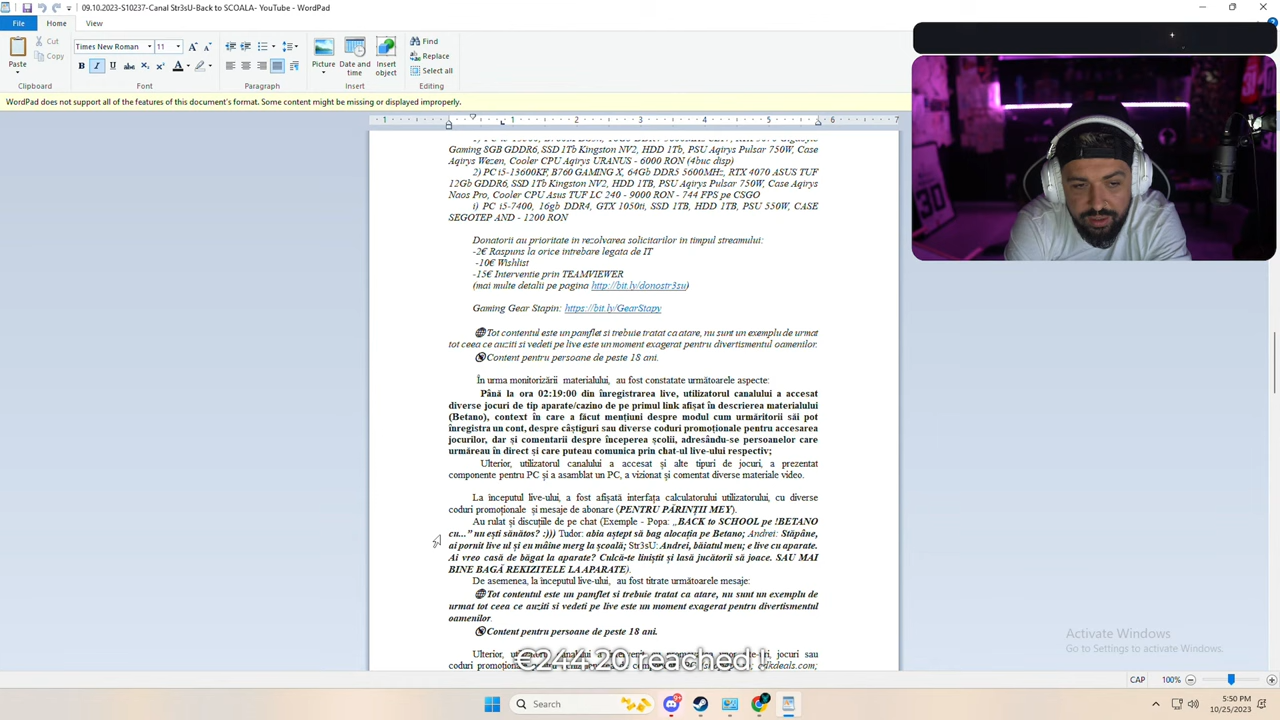 09.10.2023-S10237-Canal Str3sU-Back to SCOALA- YouTube - WordPad
File
Home
View
Paste
Cut
Copy
Clipboard
Times New Roman
11
Font
Paragraph
Picture
Date and time
Insert object
Insert
Find
Replace
Select all
Editing
WordPad does not support all of the features of this document's format. Some content might be missing or displayed improperly.
1 1 2 3 4 5 6 7
Gaming 8GB GDDR6, SSD 1Tb Kingston NV2, HDD 1Tb, PSU Aqirys Pulsar 750W, Case
Aqirys Wezen, Cooler CPU Aqirys URANUS - 6000 RON (4buc disp)
2) PC i5-13600KF, B760 GAMING X, 64Gb DDR5 5600MHz, RTX 4070 ASUS TUF
12Gb GDDR6, SSD 1Tb Kingston NV2, HDD 1TB, PSU Aqirys Pulsar 750W, Case Aqirys
Naos Pro, Cooler CPU Asus TUF LC 240 - 9000 RON - 744 FPS pe CSGO
i) PC i5-7400, 16gb DDR4, GTX 1050ti, SSD 1TB, HDD 1TB, PSU 550W, CASE
SEGOTEP AND - 1200 RON
Donatorii au prioritate in rezolvarea solicitarilor in timpul streamului:
-2€ Raspuns la orice intrebare legata de IT
-10€ Wishlist
-15€ Interventie prin TEAMVIEWER
(mai multe detalii pe pagina http://bit.ly/donostr3su)
Gaming Gear Stapin: https://bit.ly/GearStapy
Tot contentul este un pamflet si trebuie tratat ca atare, nu sunt un exemplu de urmat
tot ceea ce auziti si vedeti pe live este un moment exagerat pentru divertismentul oamenilor.
Content pentru persoane de peste 18 ani.
În urma monitorizării materialului, au fost constatate următoarele aspecte:
Până la ora 02:19:00 din înregistrarea live, utilizatorul canalului a accesat
diverse jocuri de tip aparate/cazino de pe primul link afișat în descrierea materialului
(Betano), context în care a făcut mențiuni despre modul cum urmăritorii săi pot
înregistra un cont, despre câștiguri sau diverse coduri promoționale pentru accesarea
jocurilor, dar și comentarii despre începerea școlii, adresându-se persoanelor care
urmăreau în direct și care puteau comunica prin chat-ul live-ului respectiv;
Ulterior, utilizatorul canalului a accesat și alte tipuri de jocuri, a prezentat
componente pentru PC și a asamblat un PC, a vizionat și comentat diverse materiale video.
La începutul live-ului, a fost afișată interfața calculatorului utilizatorului, cu diverse
coduri promoționale și mesaje de abonare (PENTRU PĂRINȚII MEY).
Au rulat și discuțiile de pe chat (Exemple - Popa: „BACK to SCHOOL pe !BETANO
cu...” nu ești sănătos? :))) Tudor: abia aștept să bag alocația pe Betano; Andrei: Stăpâne,
ai pornit live ul și eu mâine merg la școală; Str3sU: Andrei, băiatul meu; e live cu aparate.
Ai vreo casă de băgat la aparate? Culcă-te liniștit și lasă jucătorii să joace. SAU MAI
BINE BAGĂ REKIZITELE LA APARATE).
De asemenea, la începutul live-ului, au fost titrate următoarele mesaje:
Tot contentul este un pamflet si trebuie tratat ca atare, nu sunt un exemplu de
urmat tot ceea ce auziti si vedeti pe live este un moment exagerat pentru divertismentul
oamenilor.
Content pentru persoane de peste 18 ani.
€244.20 reached !
Activate Windows
Go to Settings to activate Windows.
CAP
100%
Search
5:50 PM
10/25/2023